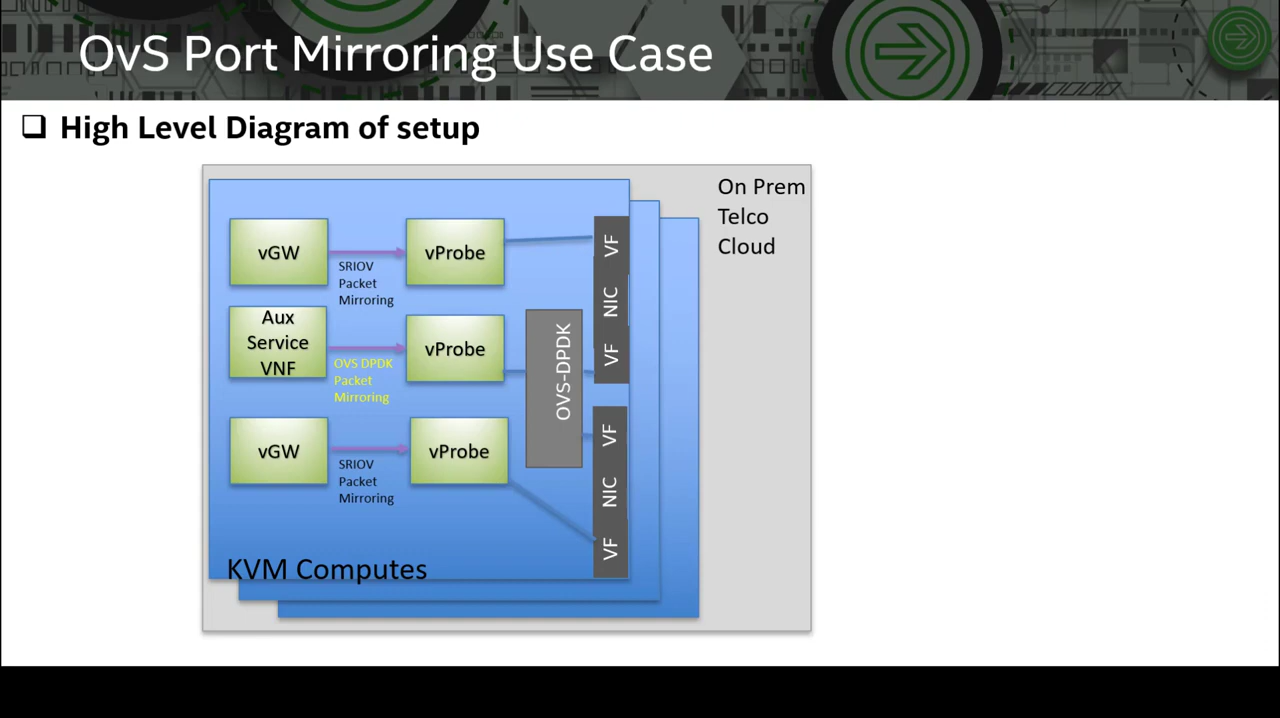 OvS Port Mirroring Use Case
High Level Diagram of setup
On Prem
Telco
Cloud
vGW
SRIOV
Packet
Mirroring
vProbe
VF
NIC
VF
Aux
Service
VNF
OVS DPDK
Packet
Mirroring
vProbe
OVS-DPDK
vGW
SRIOV
Packet
Mirroring
vProbe
VF
NIC
VF
KVM Computes